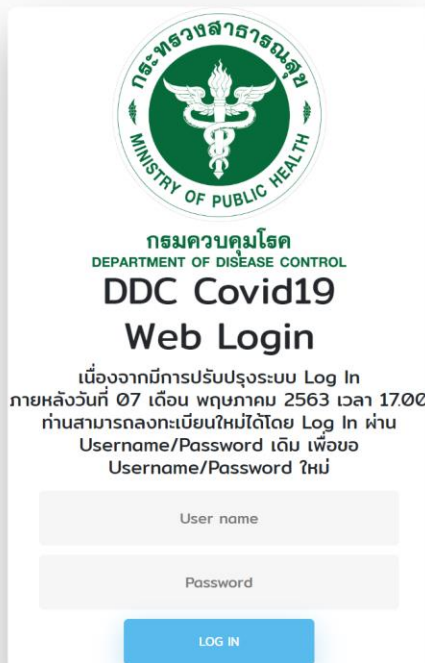 กระทรวงสาธารณสุข
MINISTRY OF PUBLIC HEALTH
กรมควบคุมโรค
DEPARTMENT OF DISEASE CONTROL
DDC Covid19
Web Login
เนื่องจากมีการปรับปรุงระบบ Log In
ภายหลังวันที่ 07 เดือน พฤษภาคม 2563 เวลา 17.00
ท่านสามารถลงทะเบียนใหม่ได้โดย Log In ผ่าน
Username/Password เดิม เพื่อขอ
Username/Password ใหม่
User name
Password
LOG IN